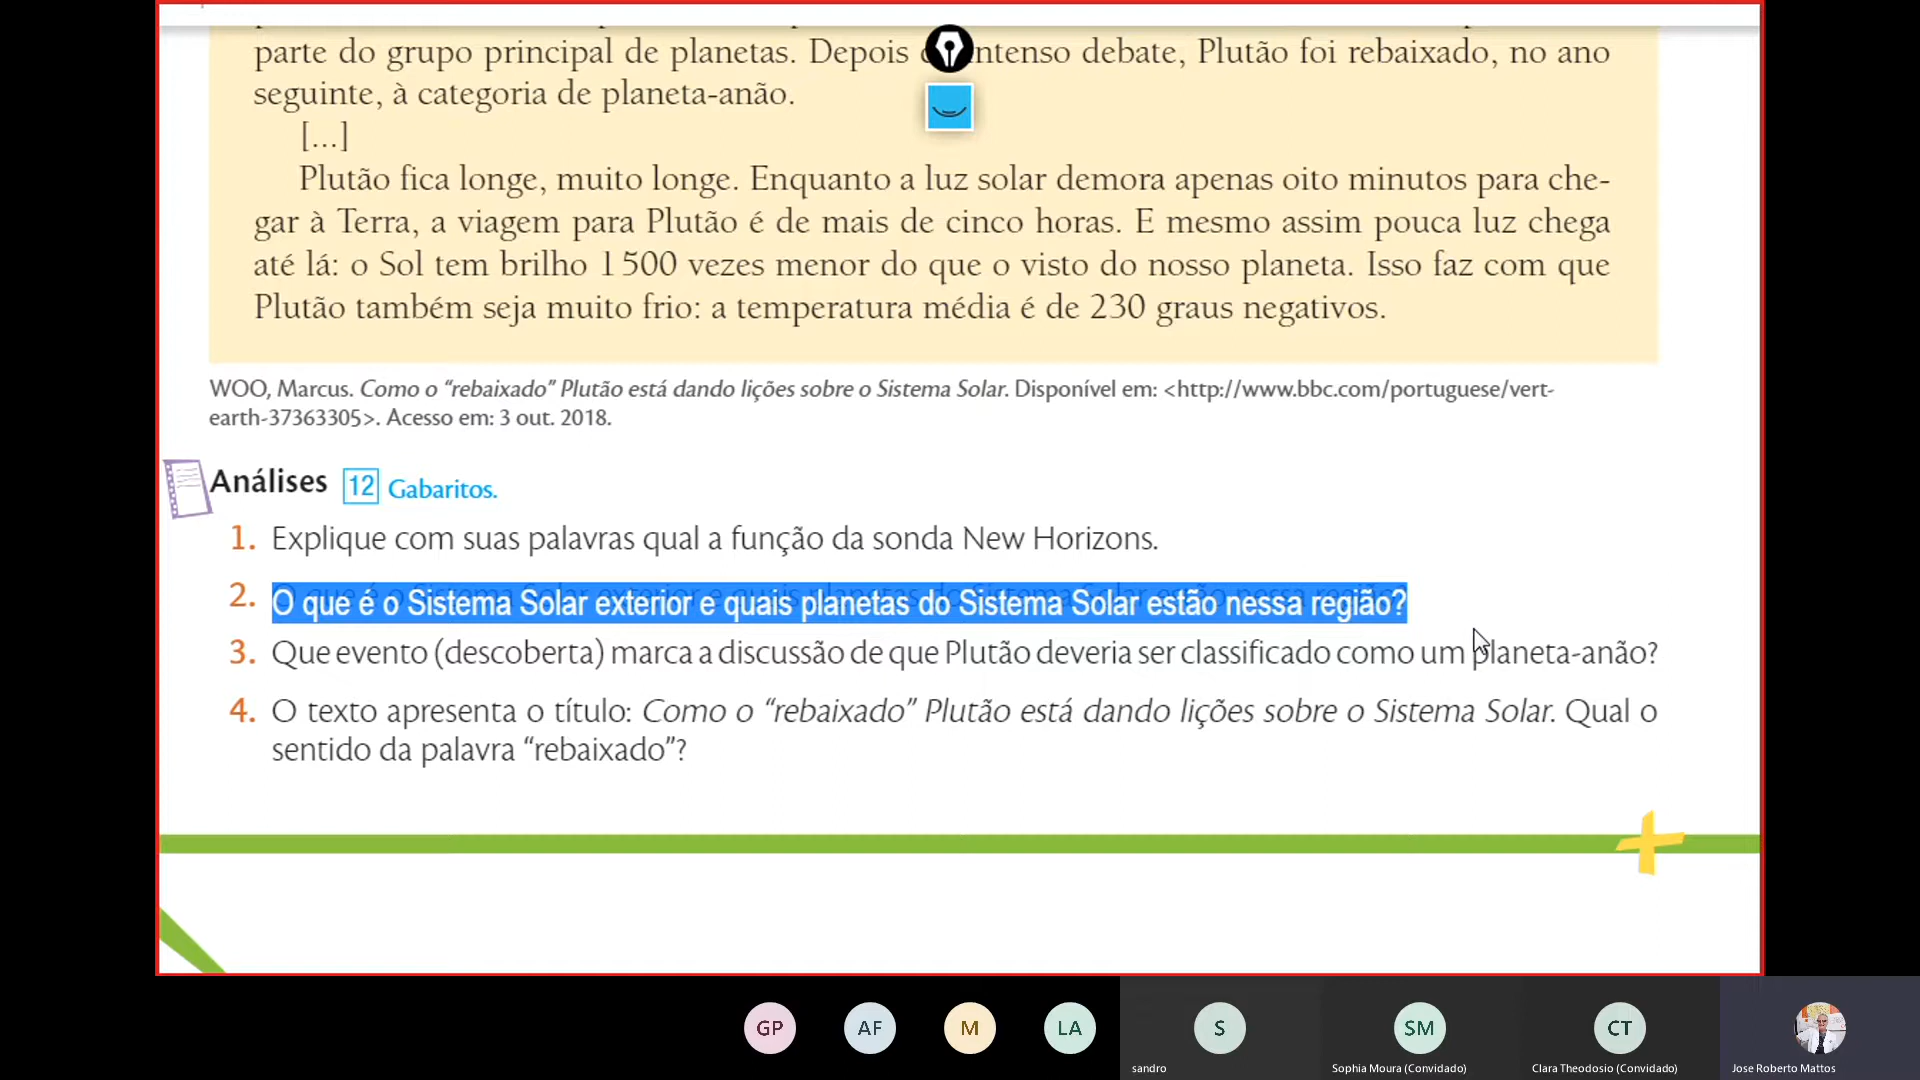 parte do grupo principal de planetas. Depois intenso debate, Plutão foi rebaixado, no ano
seguinte, à categoria de planeta-anão.
[...]
Plutão fica longe, muito longe. Enquanto a luz solar demora apenas oito minutos para che-
gar à Terra, a viagem para Plutão é de mais de cinco horas. E mesmo assim pouca luz chega
até lá: o Sol tem brilho 1 500 vezes menor do que o visto do nosso planeta. Isso faz com que
Plutão também seja muito frio: a temperatura média é de 230 graus negativos.
WOO, Marcus. Como o “rebaixado” Plutão está dando lições sobre o Sistema Solar. Disponível em: <http://www.bbc.com/portuguese/vert-
earth-37363305>. Acesso em: 3 out. 2018.
Análises 12 Gabaritos.
1. Explique com suas palavras qual a função da sonda New Horizons.
2. O que é o Sistema Solar exterior e quais planetas do Sistema Solar estão nessa região?
3. Que evento (descoberta) marca a discussão de que Plutão deveria ser classificado como um planeta-anão?
4. O texto apresenta o título: Como o “rebaixado” Plutão está dando lições sobre o Sistema Solar. Qual o
sentido da palavra “rebaixado”?
GP AF M LA S SM CT
sandro Sophia Moura (Convidado) Clara Theodosio (Convidado) Jose Roberto Mattos